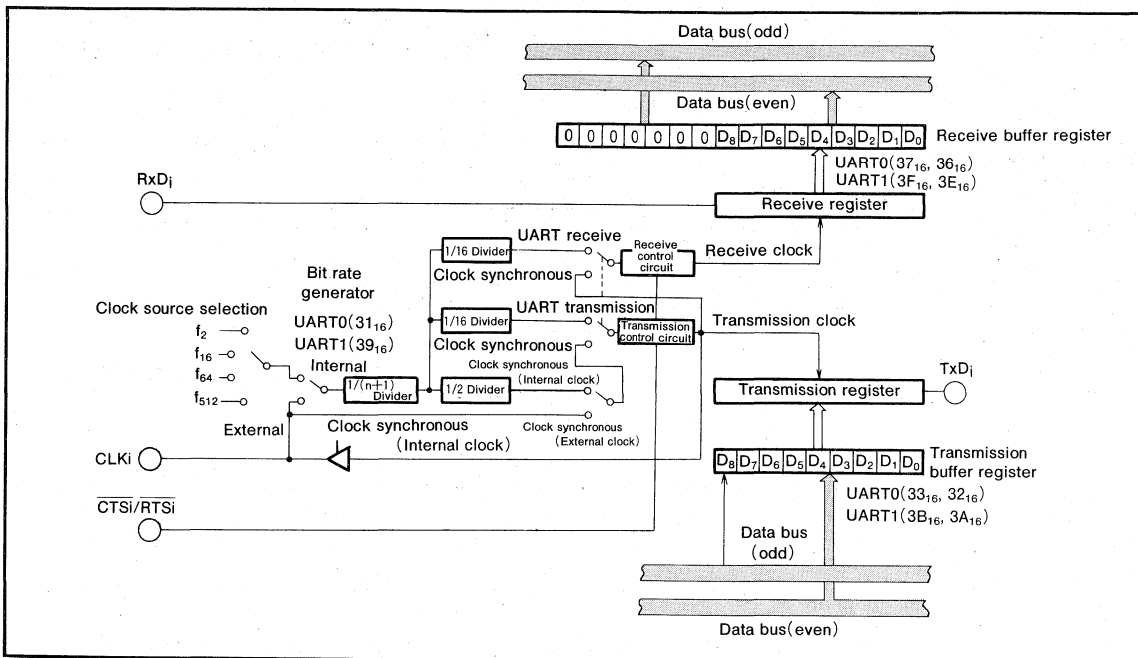 Data bus(odd)
Data bus(even)
0 0 0 0 0 0 0 D8 D7 D6 D5 D4 D3 D2 D1 D0
Receive buffer register
UART0(37₁₆, 36₁₆)
UART1(3F₁₆, 3E₁₆)
RxDi
Receive register
1/16 Divider
UART receive
Clock synchronous
Receive
control
circuit
Receive clock
Bit rate
generator
UART0(31₁₆)
UART1(39₁₆)
Clock source selection
f₂
f₁₆
f₆₄
f₅₁₂
Internal
External
1/(n+1)
Divider
1/16 Divider
UART transmission
Clock synchronous
Transmission
control circuit
Transmission clock
1/2 Divider
Clock synchronous
(Internal clock)
Clock synchronous
(External clock)
Clock synchronous
(Internal clock)
TxDi
Transmission register
CLKi
D8 D7 D6 D5 D4 D3 D2 D1 D0
Transmission
buffer register
CTSi/RTSi
UART0(33₁₆, 32₁₆)
UART1(3B₁₆, 3A₁₆)
Data bus
(odd)
Data bus(even)